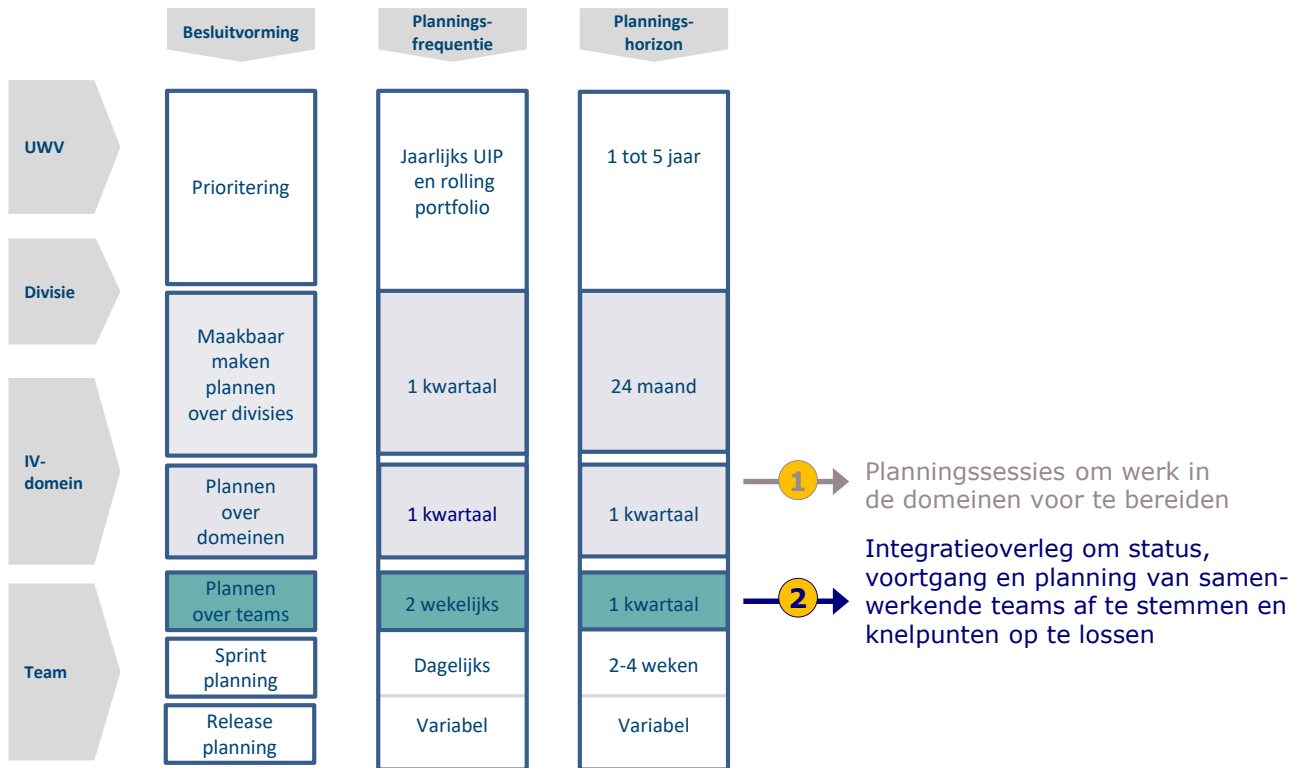 Besluitvorming
Plannings-
frequentie
Plannings-
horizon
UWV
Prioritering
Jaarlijks UIP
en rolling
portfolio
1 tot 5 jaar
Divisie
Maakbaar
maken
plannen
over divisies
1 kwartaal
24 maand
IV-
domein
Plannen
over
domeinen
1 kwartaal
1 kwartaal
1
Planningssessies om werk in
de domeinen voor te bereiden
Plannen
over teams
2 wekelijks
1 kwartaal
2
Integratieoverleg om status,
voortgang en planning van samen-
werkende teams af te stemmen en
knelpunten op te lossen
Team
Sprint
planning
Dagelijks
2-4 weken
Release
planning
Variabel
Variabel